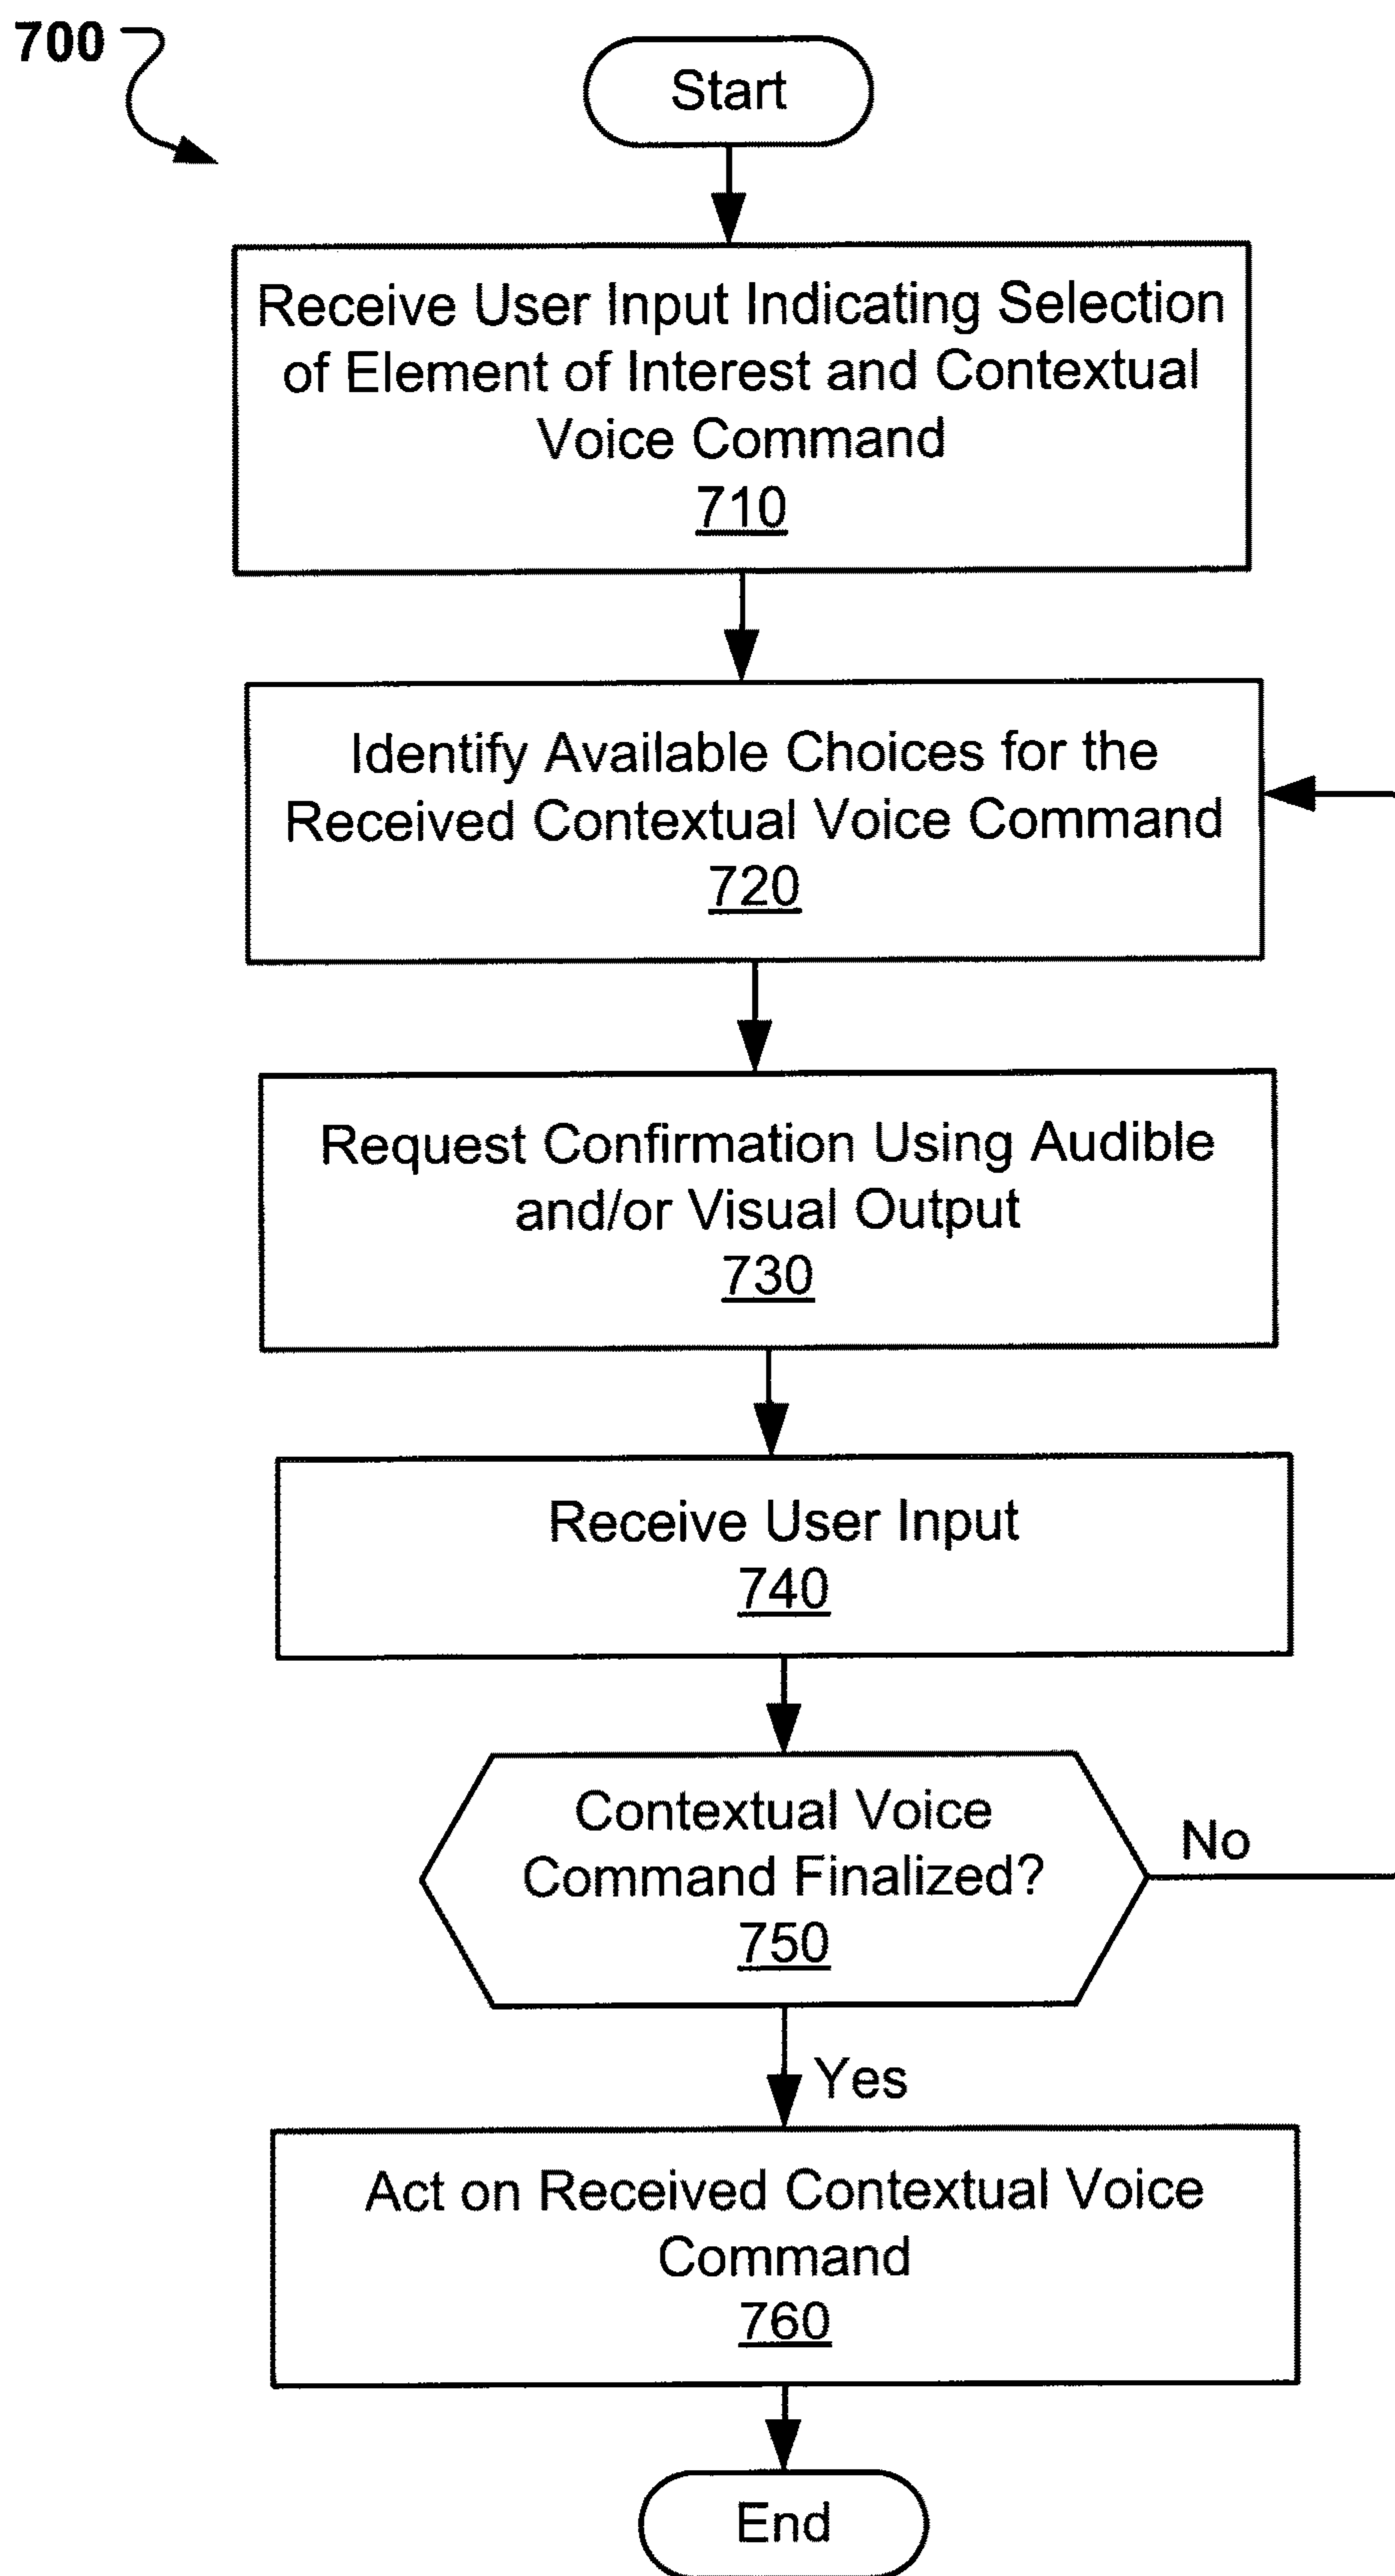 700
Start
Receive User Input Indicating Selection
of Element of Interest and Contextual
Voice Command
710
Identify Available Choices for the
Received Contextual Voice Command
720
Request Confirmation Using Audible
and/or Visual Output
730
Receive User Input
740
Contextual Voice
Command Finalized?
750
No
Yes
Act on Received Contextual Voice
Command
760
End